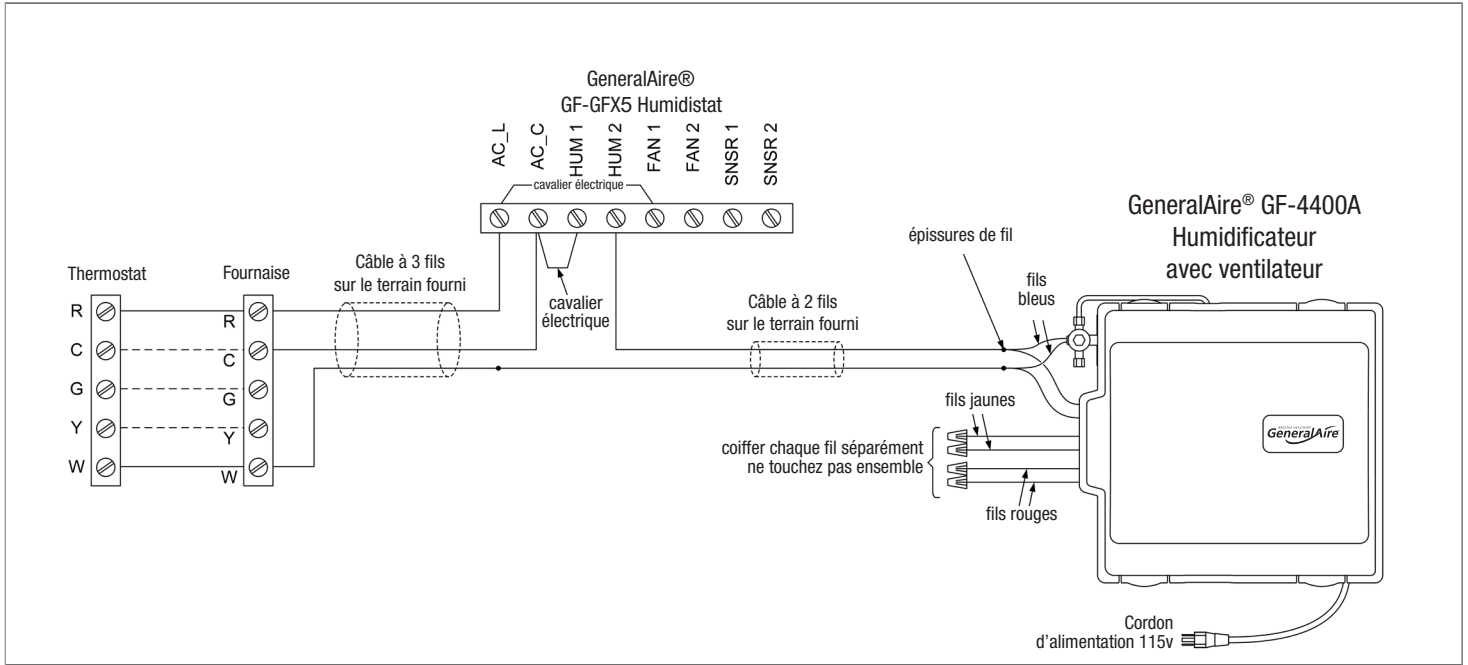 GeneralAire®
GF-GFX5 Humidistat
AC_L
AC_C
HUM 1
HUM 2
FAN 1
FAN 2
SNSR 1
SNSR 2
cavalier électrique
cavalier
électrique
Thermostat
Fournaise
Câble à 3 fils
sur le terrain fourni
R
C
G
Y
W
R
C
G
Y
W
Câble à 2 fils
sur le terrain fourni
épissures de fil
fils
bleus
GeneralAire® GF-4400A
Humidificateur
avec ventilateur
fils jaunes
coiffer chaque fil séparément
ne touchez pas ensemble
fils rouges
GeneralAire
Cordon
d'alimentation 115v